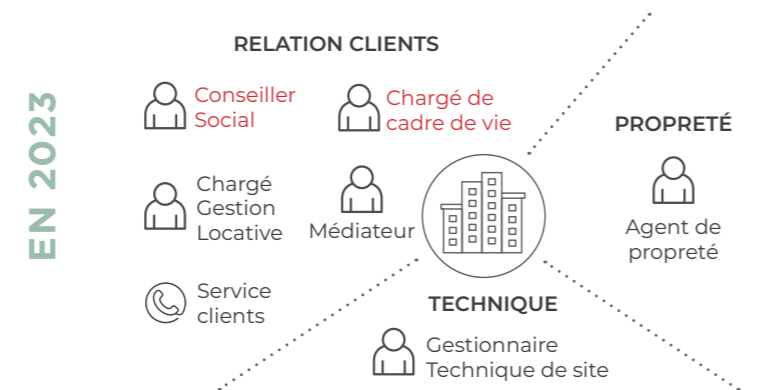 EN 2023
RELATION CLIENTS
Conseiller
Social
Chargé de
cadre de vie
Chargé
Gestion
Locative
Médiateur
Service
clients
PROPRETÉ
Agent de
propreté
TECHNIQUE
Gestionnaire
Technique de site